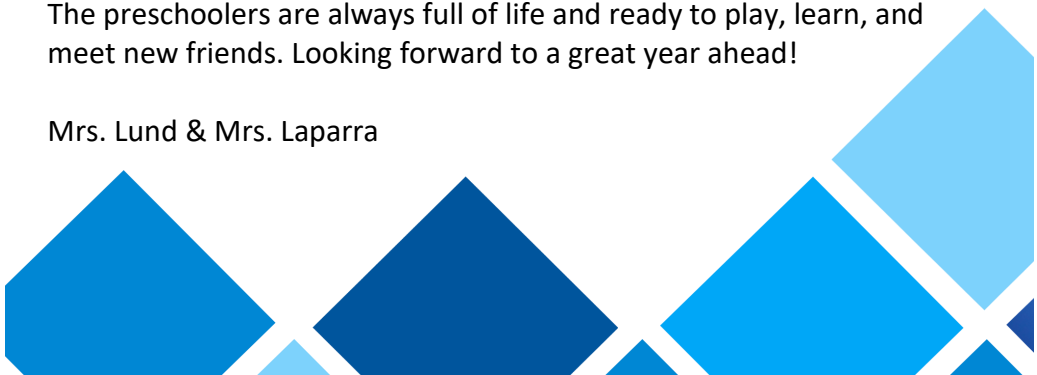 The preschoolers are always full of life and ready to play, learn, and
meet new friends. Looking forward to a great year ahead!
Mrs. Lund & Mrs. Laparra